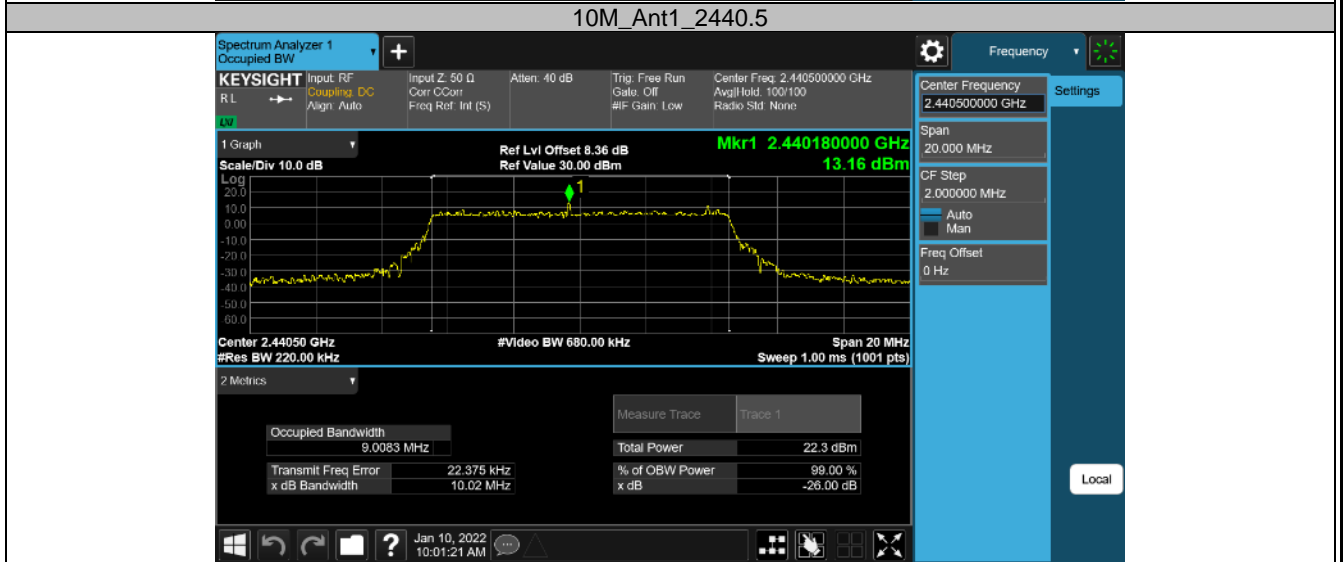 10M_Ant1_2440.5
Spectrum Analyzer 1
Occupied BW
+
Frequency
KEYSIGHT
RL
LXI
Input: RF
Coupling: DC
Align: Auto
Input Z: 50 Ω
Corr CCorr
Freq Ref: Int (S)
Atten: 40 dB
Trig: Free Run
Gate: Off
#IF Gain: Low
Center Freq: 2.440500000 GHz
Avg|Hold: 100/100
Radio Std: None
Center Frequency
2.440500000 GHz
Settings
Span
20.000 MHz
CF Step
2.000000 MHz
Auto
Man
Freq Offset
0 Hz
1 Graph
Scale/Div 10.0 dB
Ref Lvl Offset 8.36 dB
Ref Value 30.00 dBm
Mkr1 2.440180000 GHz
13.16 dBm
Log
20.0
10.0
0.00
-10.0
-20.0
-30.0
-40.0
-50.0
-60.0
1
Center 2.44050 GHz
#Res BW 220.00 kHz
#Video BW 680.00 kHz
Span 20 MHz
Sweep 1.00 ms (1001 pts)
2 Metrics
Measure Trace Trace 1
Occupied Bandwidth
9.0083 MHz
Total Power 22.3 dBm
Transmit Freq Error 22.375 kHz
% of OBW Power 99.00 %
x dB Bandwidth 10.02 MHz
x dB -26.00 dB
Local
?
Jan 10, 2022
10:01:21 AM